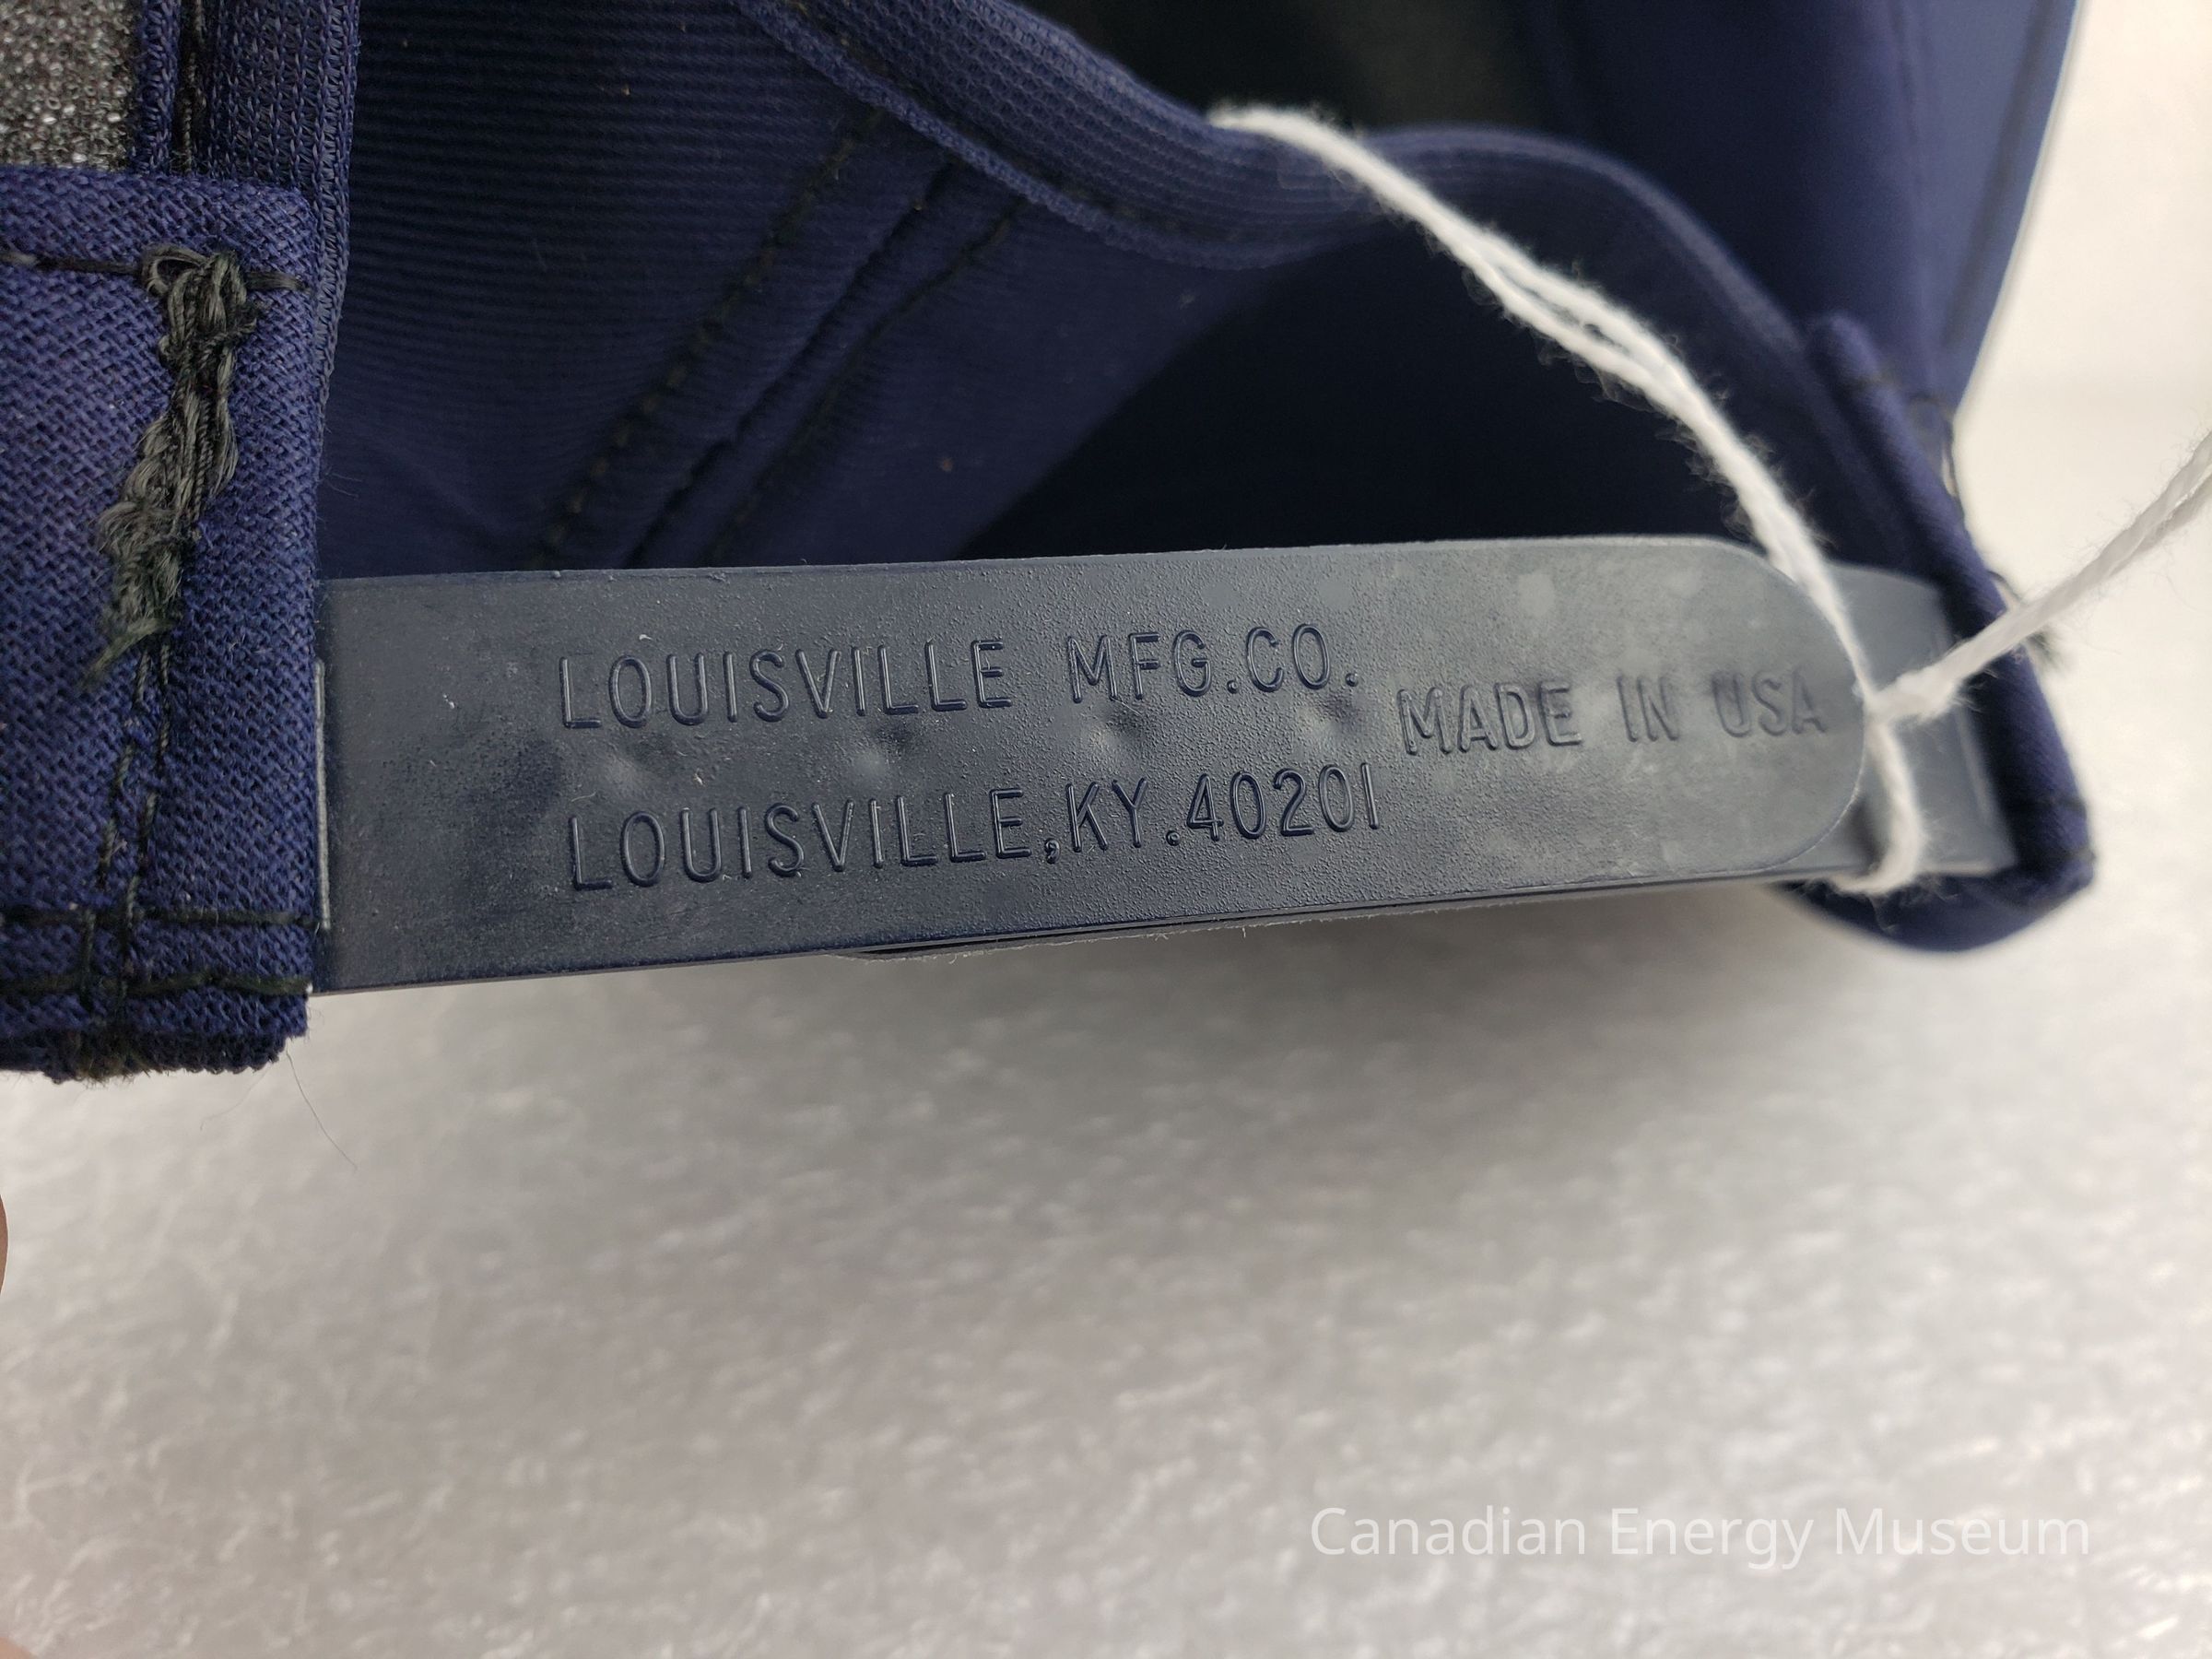 LOUISVILLE MFG.CO.
MADE IN USA
LOUISVILLE,KY.40201
Canadian Energy Museum